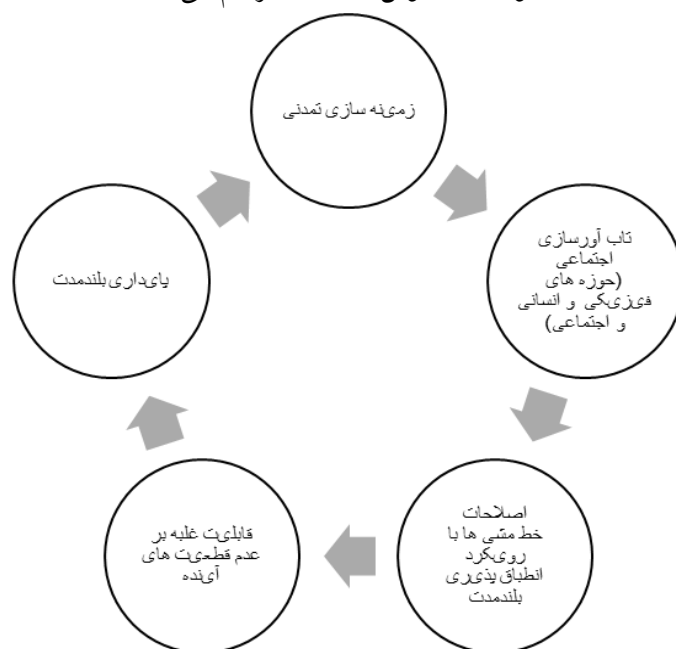 زمینه سازی تمدنی
تاب آورسازی
اجتماعی
(حوزه های
فیزیکی و انسانی
و اجتماعی)
اصلاحات
خط مشی ها با
رویکرد
انطباق پذیری
بلندمدت
قابلیت غلبه بر
عدم قطعیت های
آینده
پایداری بلندمدت